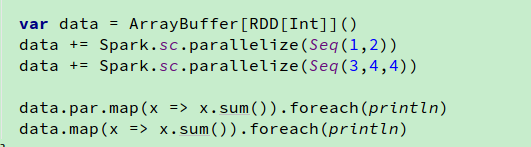 var data = ArrayBuffer[RDD[Int]]()
data += Spark.sc.parallelize(Seq(1,2))
data += Spark.sc.parallelize(Seq(3,4,4))
data.par.map(x => x.sum()).foreach(println)
data.map(x => x.sum()).foreach(println)